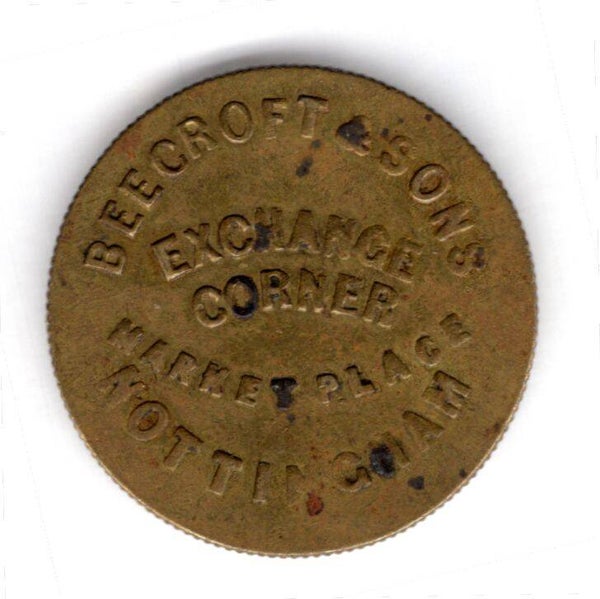 BEECROFT & SONS
EXCHANGE
CORNER
MARKET PLACE
NOTTINGHAM